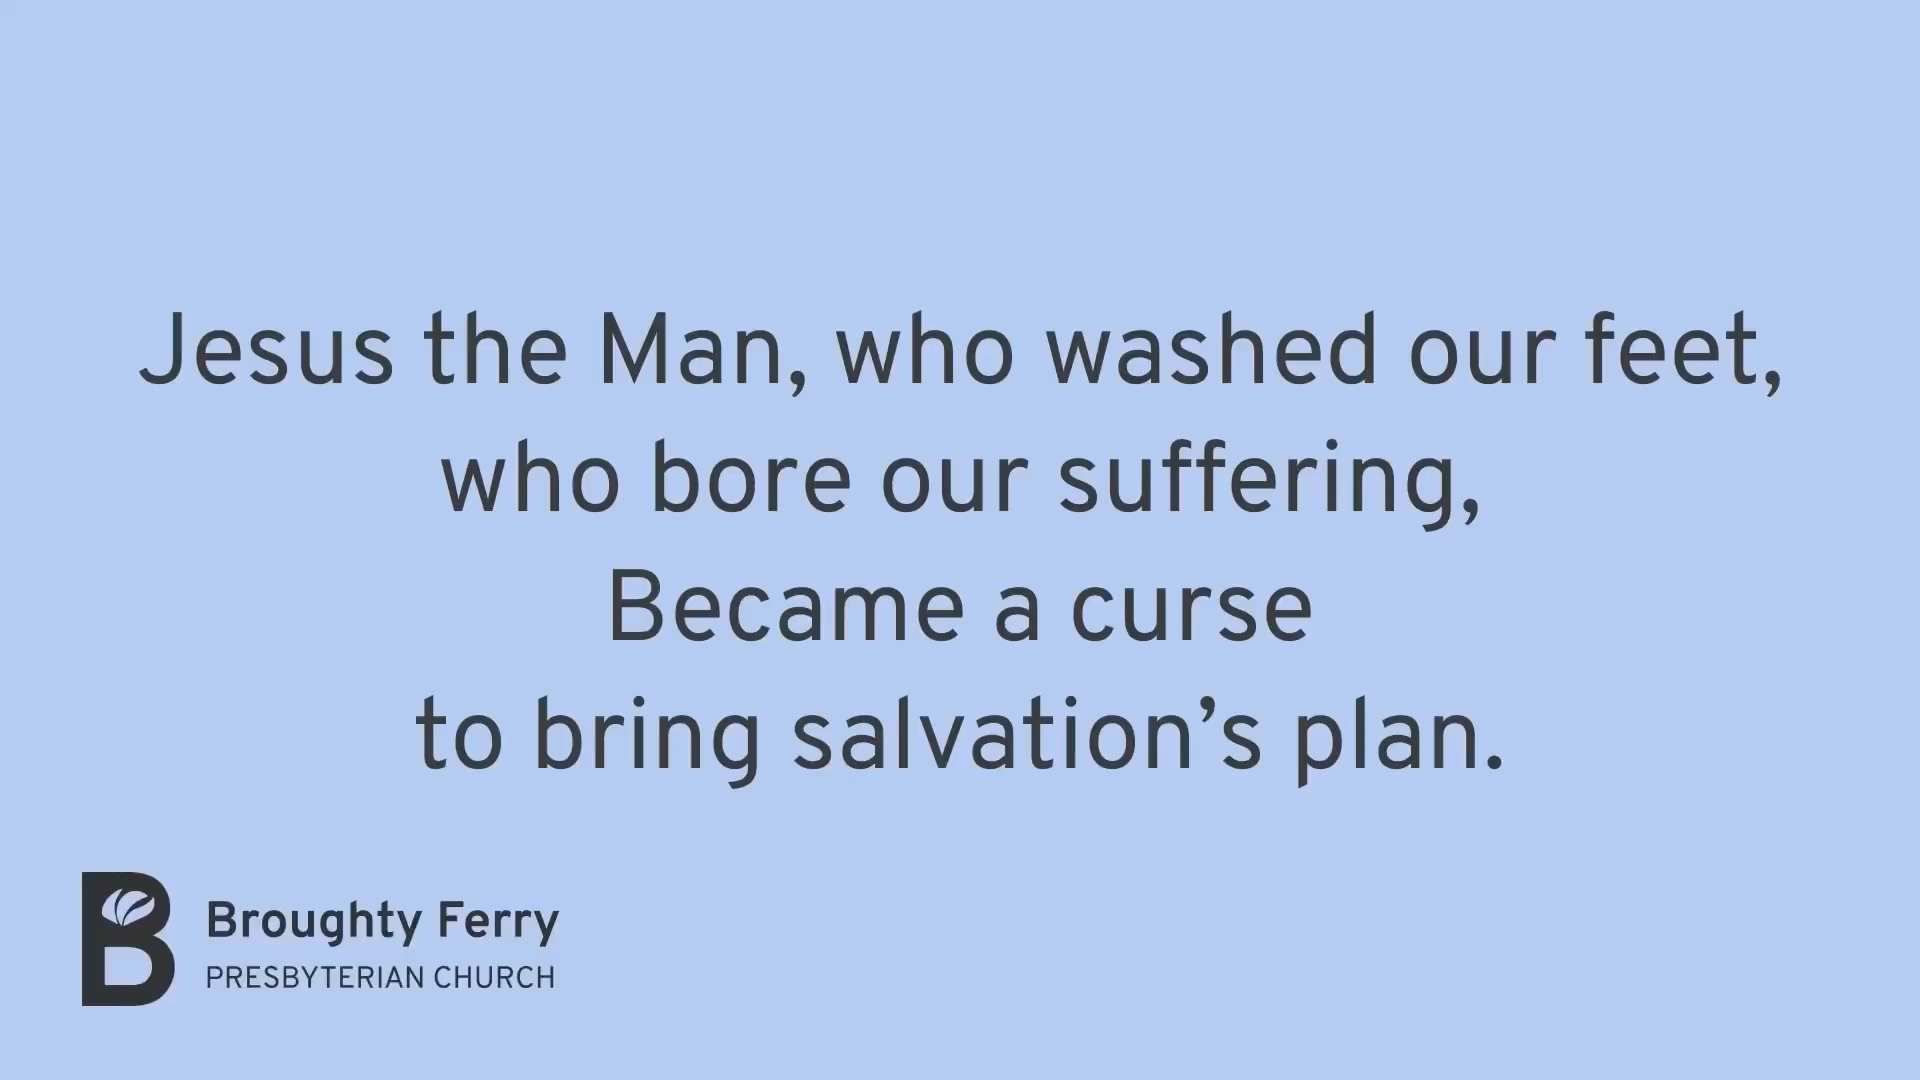 Jesus the Man, who washed our feet,
who bore our suffering,
Became a curse
to bring salvation’s plan.
B
Broughty Ferry
PRESBYTERIAN CHURCH